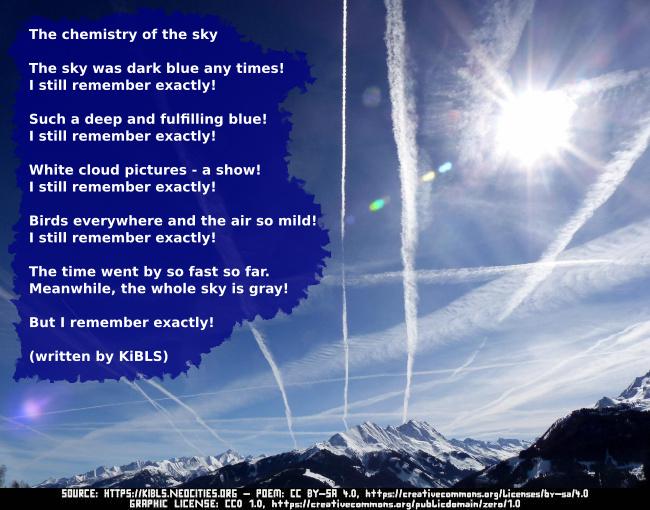 The chemistry of the sky
The sky was dark blue any times!
I still remember exactly!
Such a deep and fulfilling blue!
I still remember exactly!
White cloud pictures - a show!
I still remember exactly!
Birds everywhere and the air so mild!
I still remember exactly!
The time went by so fast so far.
Meanwhile, the whole sky is gray!
But I remember exactly!
(written by KiBLS)
SOURCE: HTTPS://KIBLS.NEOCITIES.ORG - POEM: CC BY-SA 4.0, https://creativecommons.org/licenses/by-sa/4.0
GRAPHIC LICENSE: CC0 1.0, https://creativecommons.org/publicdomain/zero/1.0